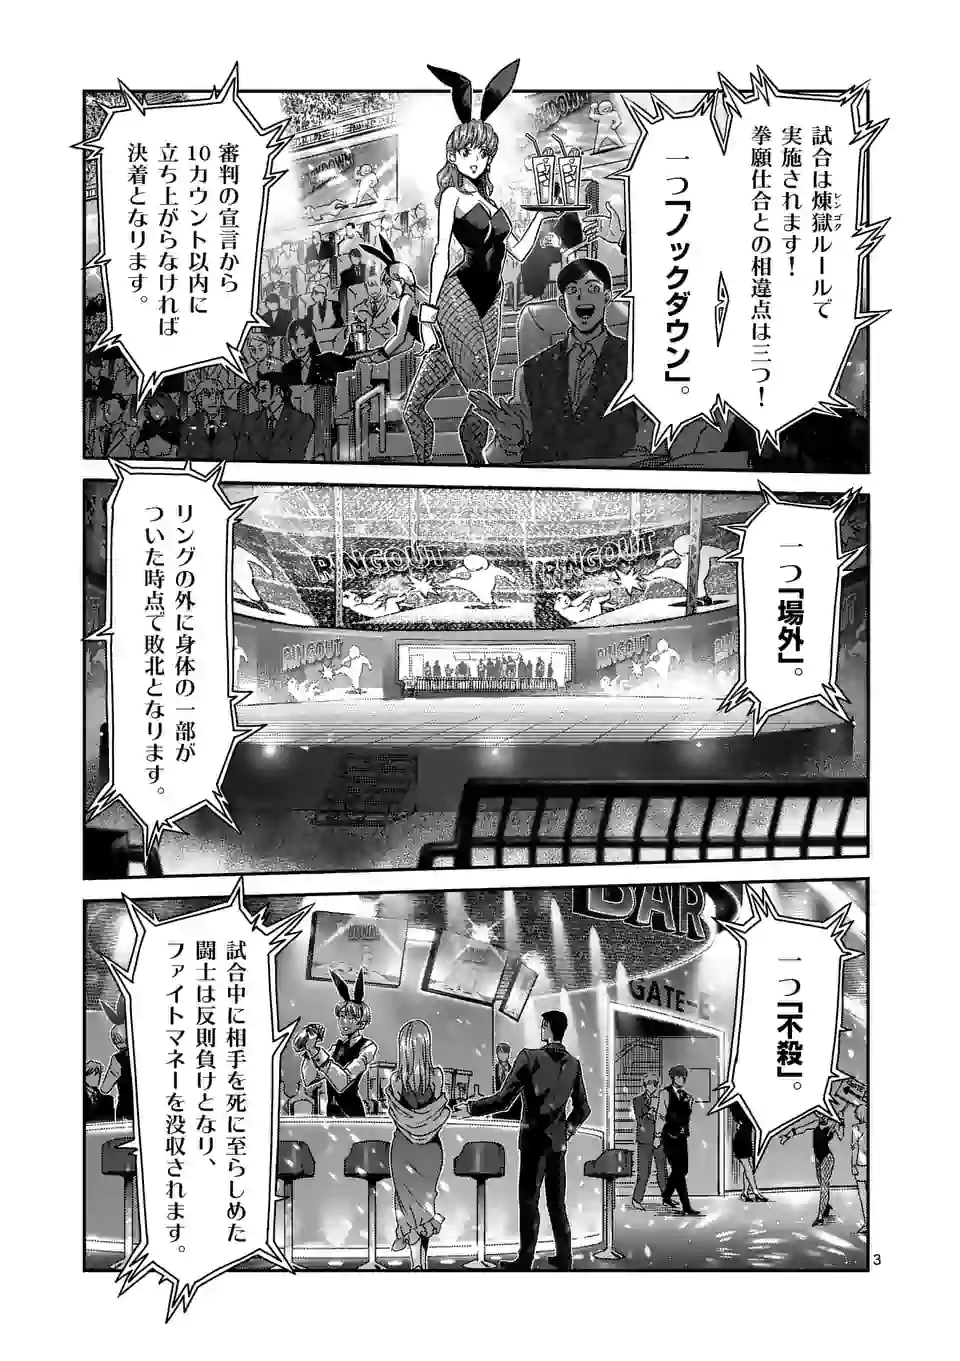 試合は煉獄ルールで
レンゴク
実施されます!
拳願仕合との相違点は三つ!
一つ「ノックダウン」。
審判の宣言から
10カウント以内に
立ち上がらなければ
決着となります。
一つ「場外」。
RINGOUT
RINGOUT
RINGOUT
RINGOUT
リングの外に身体の一部が
ついた時点で敗北となります。
一つ「不殺」。
BAR
GATE-E
試合中に相手を死に至らしめた
闘士は反則負けとなり、
ファイトマネーを没収されます。
3